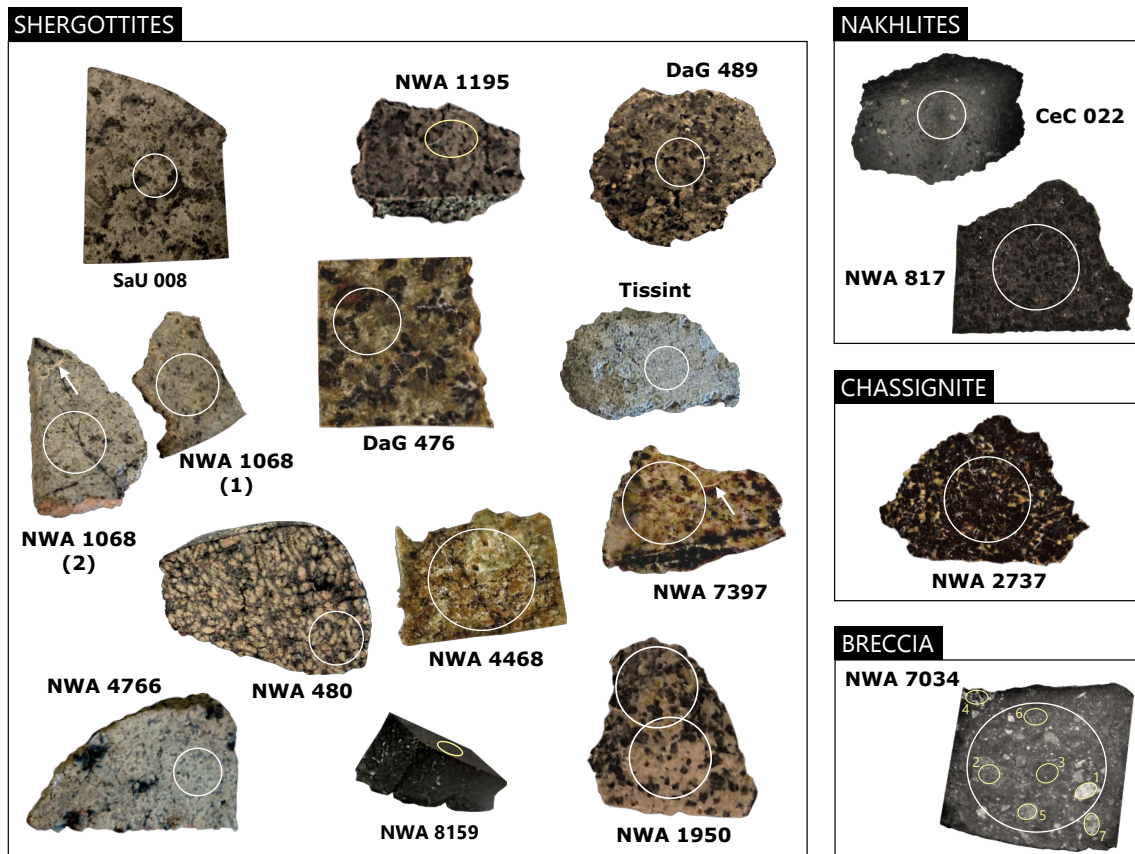 SHERGOTTITES
NWA 1195
DaG 489
SaU 008
DaG 476
Tissint
NWA 1068
(1)
NWA 1068
(2)
NWA 7397
NWA 480
NWA 4468
NWA 4766
NWA 8159
NWA 1950
NAKHLITES
CeC 022
NWA 817
CHASSIGNITE
NWA 2737
BRECCIA
NWA 7034
4
6
2
3
1
5
7